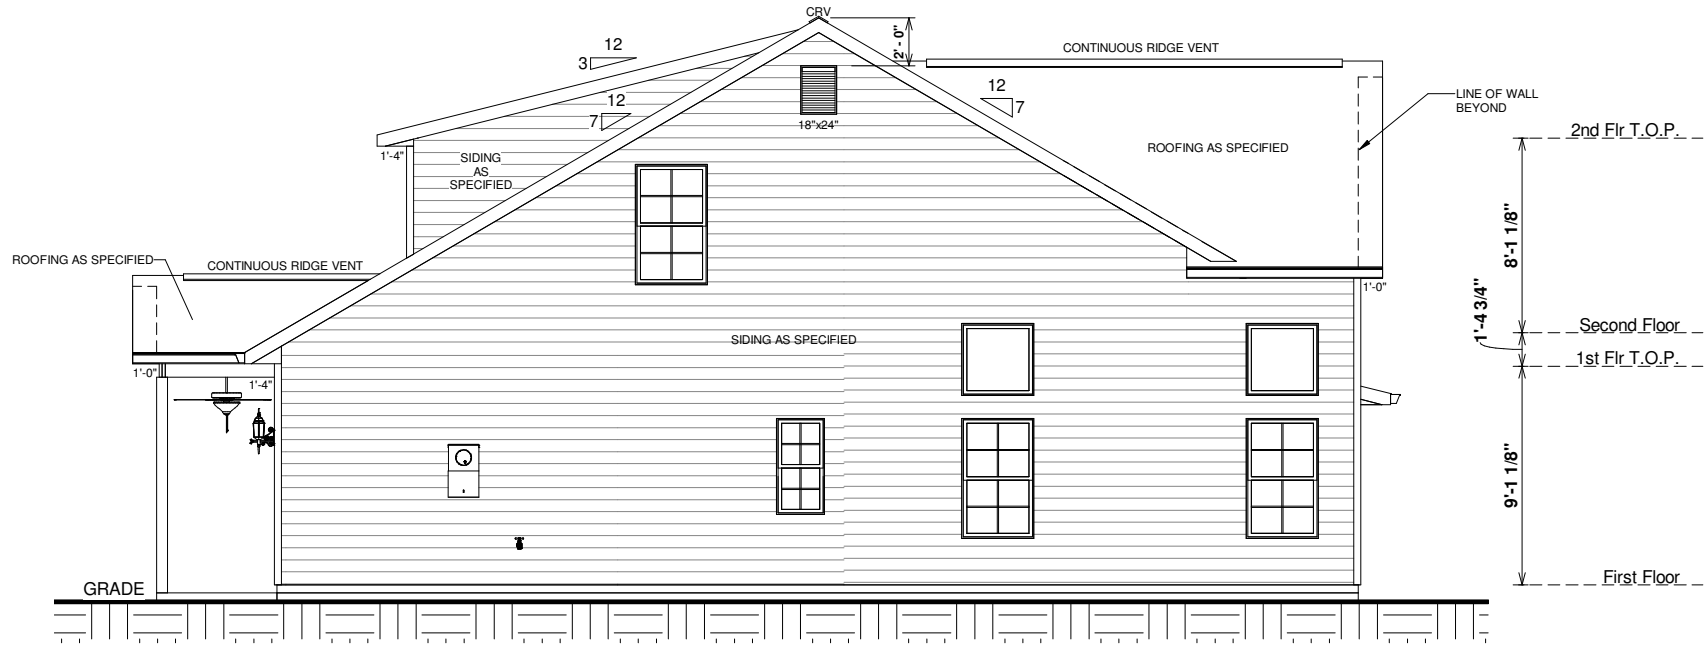 CRV
2' - 0"
CONTINUOUS RIDGE VENT
12
3
12
7
12
7
18"x24"
LINE OF WALL
BEYOND
2nd Flr T.O.P.
1'-4"
SIDING
AS
SPECIFIED
ROOFING AS SPECIFIED
8'-1 1/8"
ROOFING AS SPECIFIED
CONTINUOUS RIDGE VENT
1'-0"
1'-4 3/4"
SIDING AS SPECIFIED
Second Floor
1st Flr T.O.P.
1'-0"
1'-4"
9'-1 1/8"
First Floor
GRADE